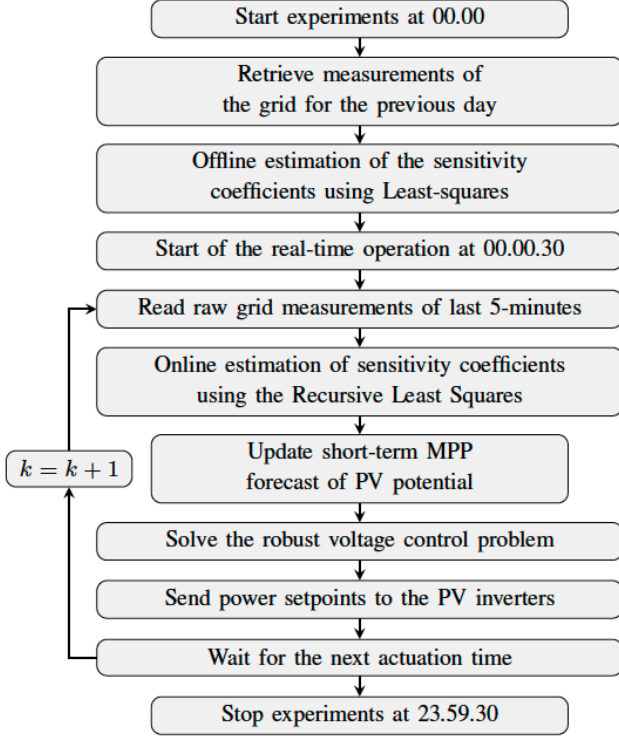 Start experiments at 00.00
Retrieve measurements of
the grid for the previous day
Offline estimation of the sensitivity
coefficients using Least-squares
Start of the real-time operation at 00.00.30
Read raw grid measurements of last 5-minutes
Online estimation of sensitivity coefficients
using the Recursive Least Squares
Update short-term MPP
forecast of PV potential
k = k + 1
Solve the robust voltage control problem
Send power setpoints to the PV inverters
Wait for the next actuation time
Stop experiments at 23.59.30